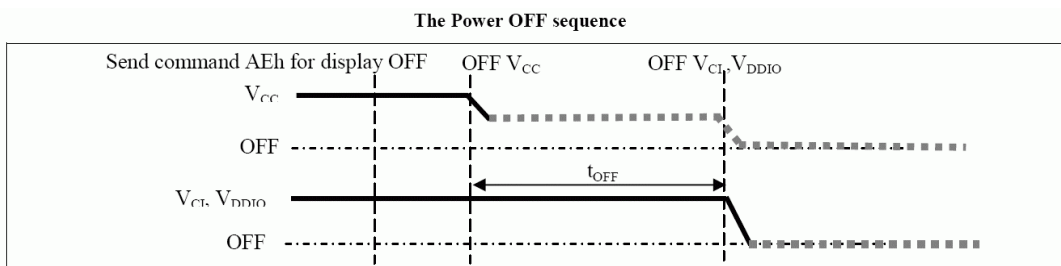 The Power OFF sequence
Send command AEh for display OFF OFF VCC OFF VCI, VDDIO
VCC
OFF
tOFF
VCI, VDDIO
OFF